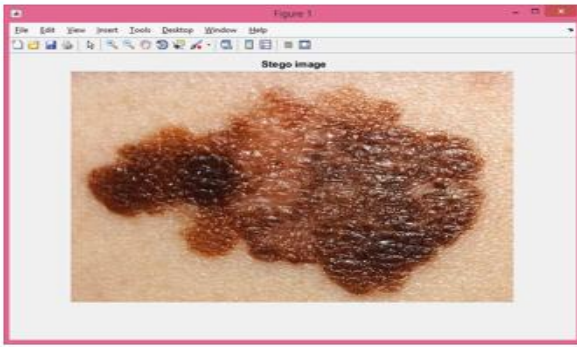 Figure 1
File Edit View Insert Tools Desktop Window Help
Stego image